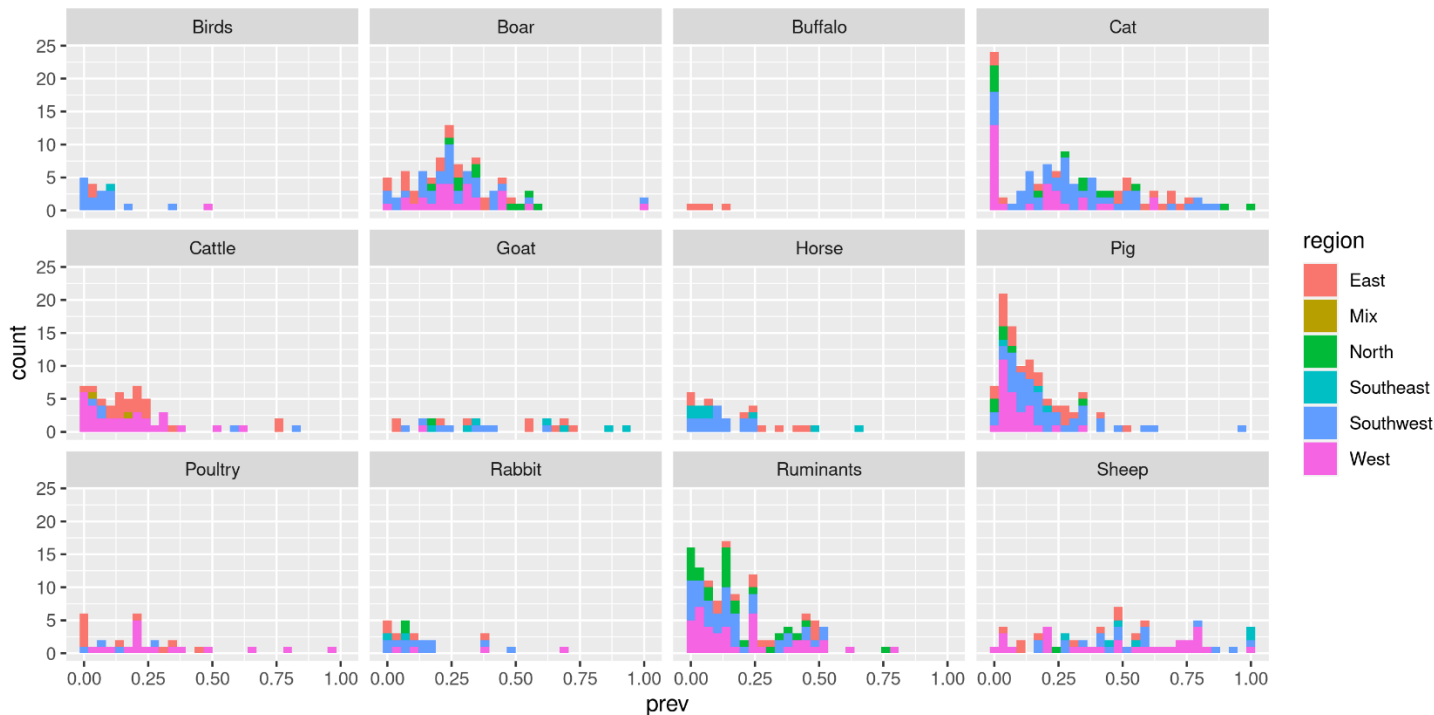 Birds Boar Buffalo Cat
25
20
15
10
5
0
Cattle Goat Horse Pig
25
20
15
10
5
0
count
Poultry Rabbit Ruminants Sheep
25
20
15
10
5
0
0.00 0.25 0.50 0.75 1.00 0.00 0.25 0.50 0.75 1.00 0.00 0.25 0.50 0.75 1.00 0.00 0.25 0.50 0.75 1.00
prev
region
East
Mix
North
Southeast
Southwest
West